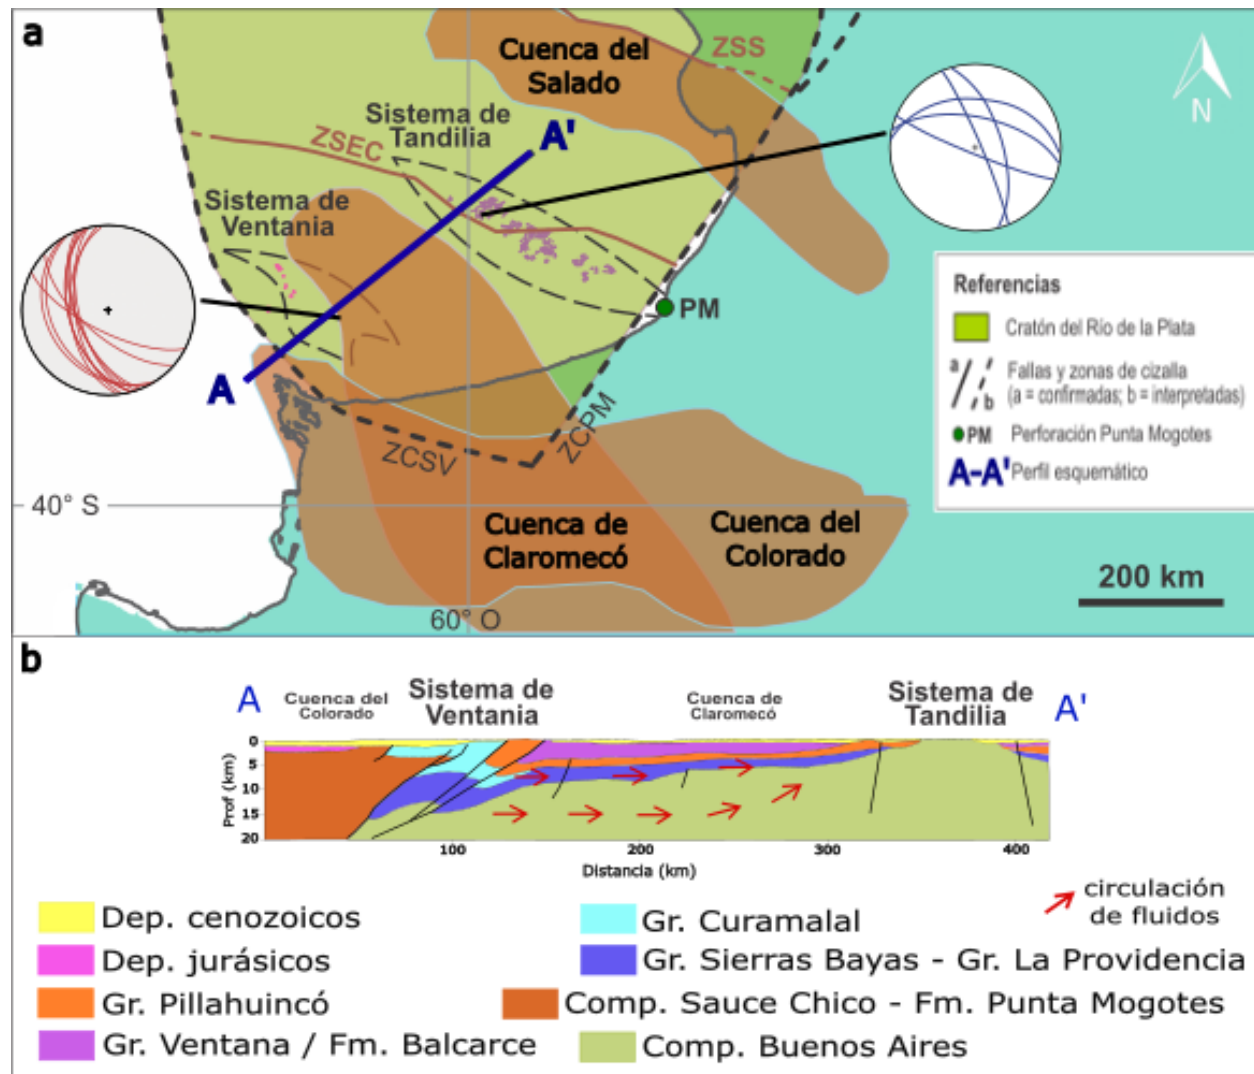 a
Cuenca del
Salado
ZSS
N
Sistema de
Tandilia
A'
ZSEC
Sistema de
Ventania
PM
A
ZCSV
ZCPM
40° S
Cuenca de
Claromecó
Cuenca del
Colorado
60° O
Referencias
Cratón del Río de la Plata
a
b
Fallas y zonas de cizalla
(a = confirmadas; b = interpretadas)
PM Perforación Punta Mogotes
A-A' Perfil esquemático
200 km
b
A
Cuenca del
Colorado
Sistema de
Ventania
Cuenca de
Claromecó
Sistema de
Tandilia
A'
Prof (km)
0
5
10
15
20
100
200
300
400
Distancia (km)
circulación
de fluidos
Dep. cenozoicos
Dep. jurásicos
Gr. Pillahuincó
Gr. Ventana / Fm. Balcarce
Gr. Curamalal
Gr. Sierras Bayas - Gr. La Providencia
Comp. Sauce Chico - Fm. Punta Mogotes
Comp. Buenos Aires